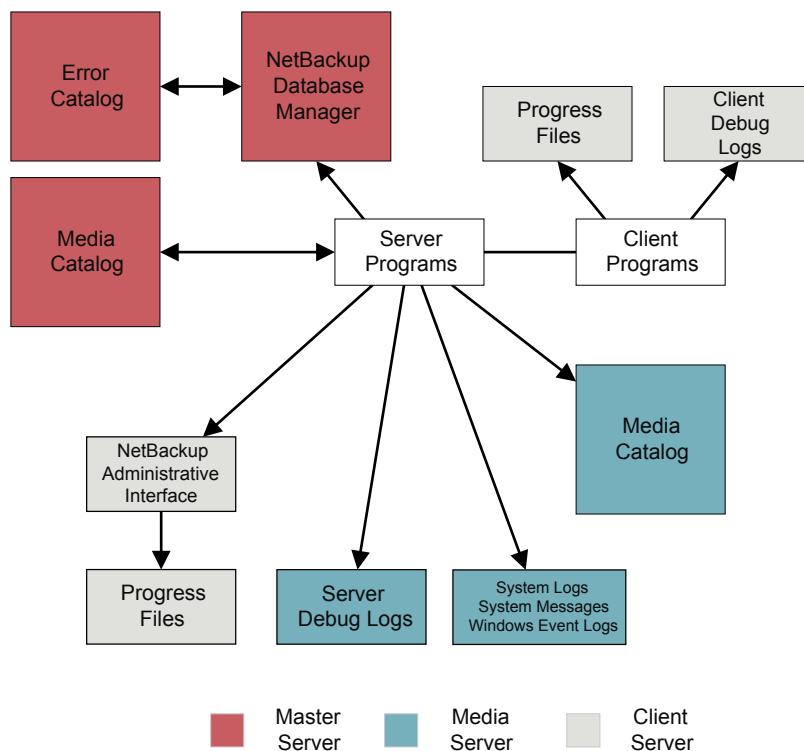 Error
Catalog
NetBackup
Database
Manager
Progress
Files
Client
Debug
Logs
Media
Catalog
Server
Programs
Client
Programs
Media
Catalog
NetBackup
Administrative
Interface
Progress
Files
Server
Debug Logs
System Logs
System Messages
Windows Event Logs
Master
Server
Media
Server
Client
Server